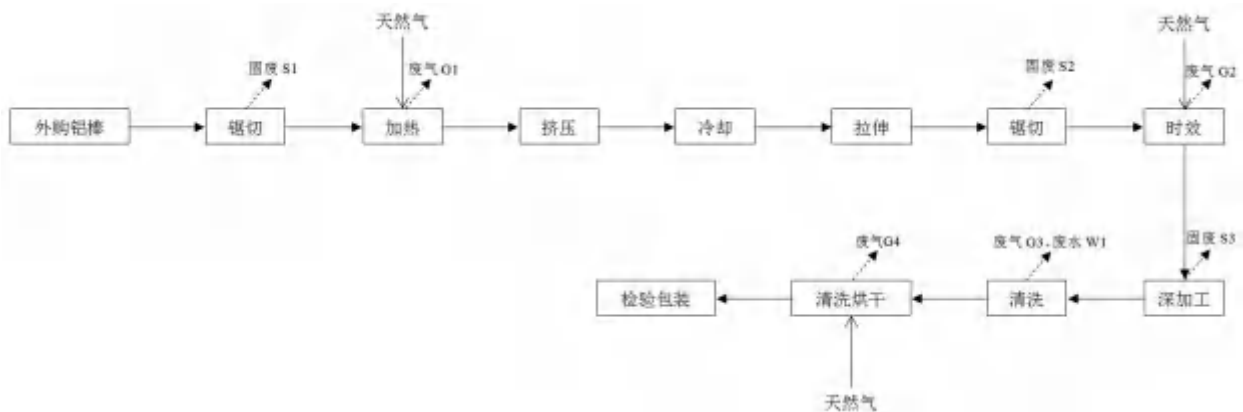 天然气
天然气
固废 S1
废气 G1
固废 S2
废气 G2
外购铝棒
锯切
加热
挤压
冷却
拉伸
锯切
时效
废气G4
废气 G3、废水 W1
固废 S3
检验包装
清洗烘干
清洗
深加工
天然气